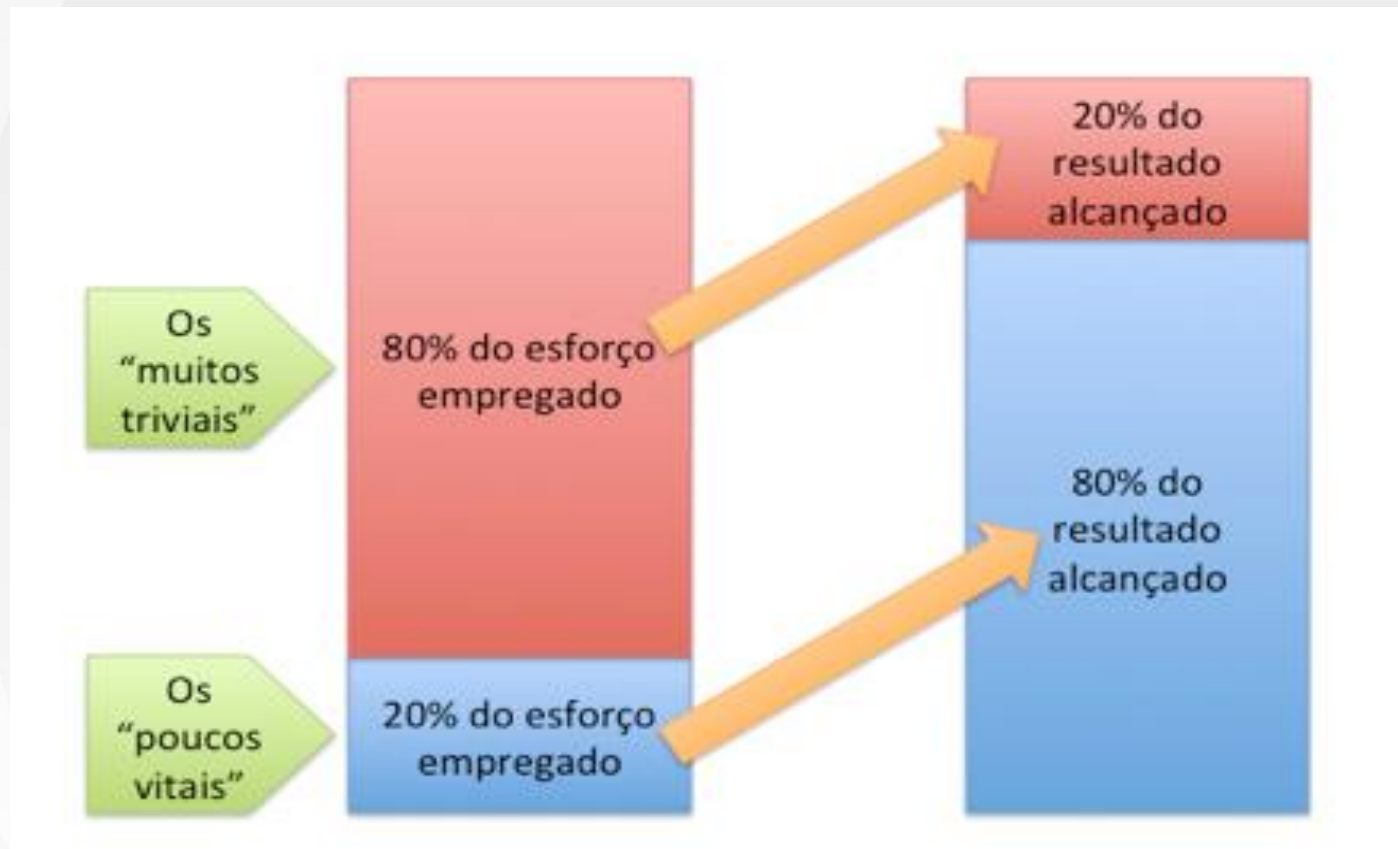 Os
“muitos
triviais”
80% do esforço
empregado
20% do
resultado
alcançado
Os
“poucos
vitais”
20% do esforço
empregado
80% do
resultado
alcançado